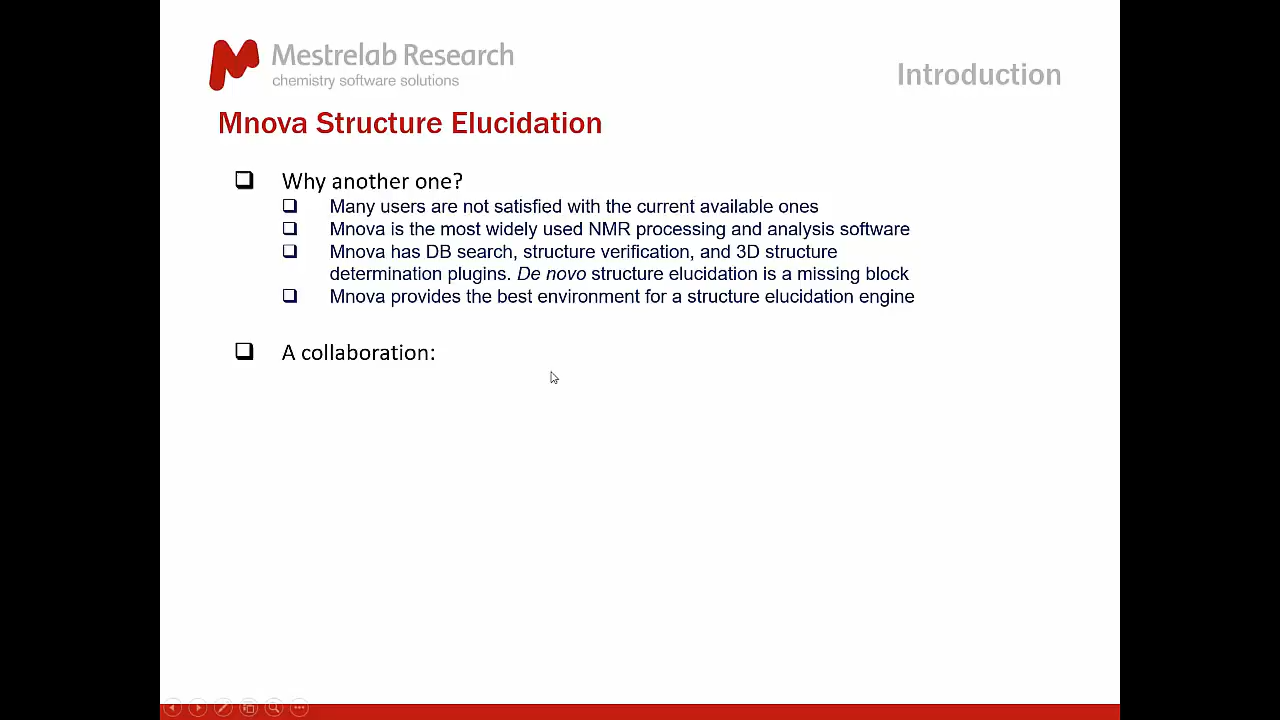 Mestrelab Research
chemistry software solutions
Introduction
Mnova Structure Elucidation
Why another one?
Many users are not satisfied with the current available ones
Mnova is the most widely used NMR processing and analysis software
Mnova has DB search, structure verification, and 3D structure
determination plugins. De novo structure elucidation is a missing block
Mnova provides the best environment for a structure elucidation engine
A collaboration: